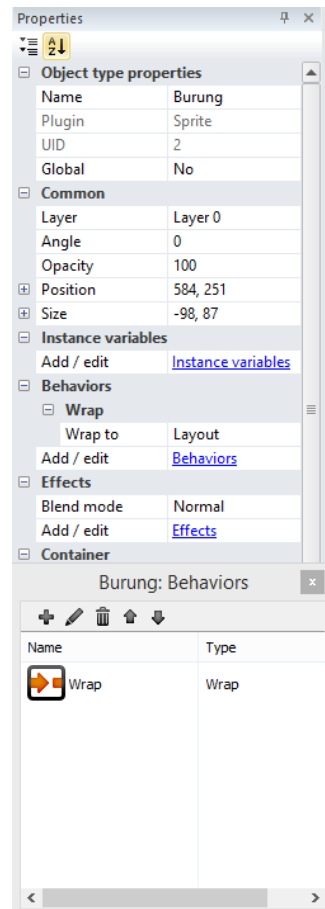 Properties
Object type properties
Name Burung
Plugin Sprite
UID 2
Global No
Common
Layer Layer 0
Angle 0
Opacity 100
Position 584, 251
Size -98, 87
Instance variables
Add / edit Instance variables
Behaviors
Wrap
Wrap to Layout
Add / edit Behaviors
Effects
Blend mode Normal
Add / edit Effects
Container
Burung: Behaviors
Name Type
Wrap Wrap